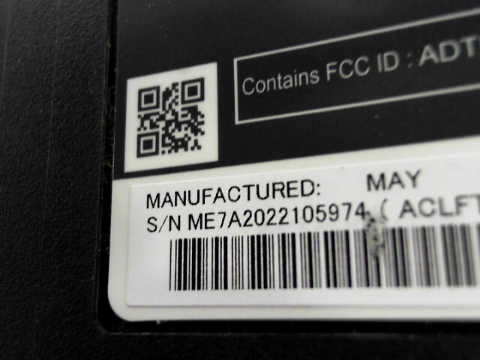 Contains FCC ID : ADT
MANUFACTURED: MAY
S/N ME7A2022105974 ( ACLFT